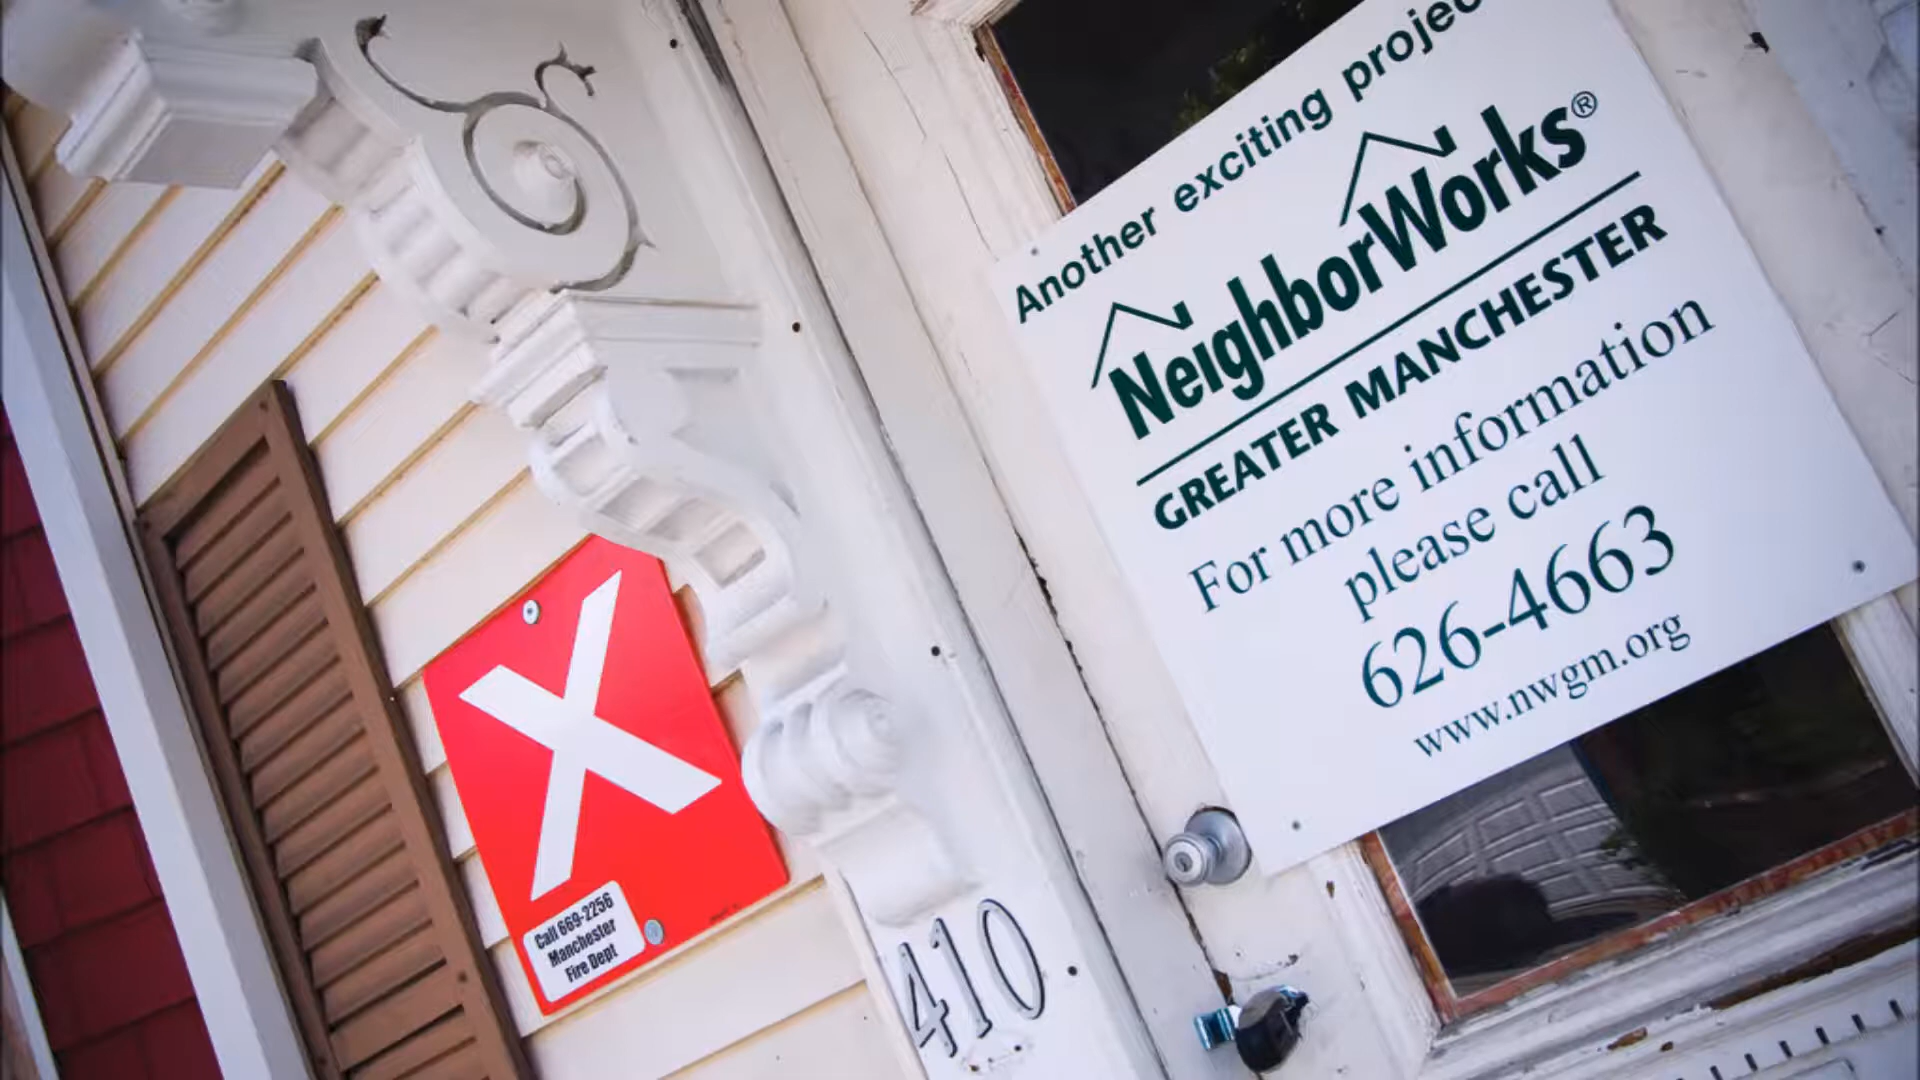 Another exciting
NeighborWorks®
GREATER MANCHESTER
For more information
please call
626-4663
www.nwgm.org
X
Call 669-2256
Manchester
Fire Dept
410